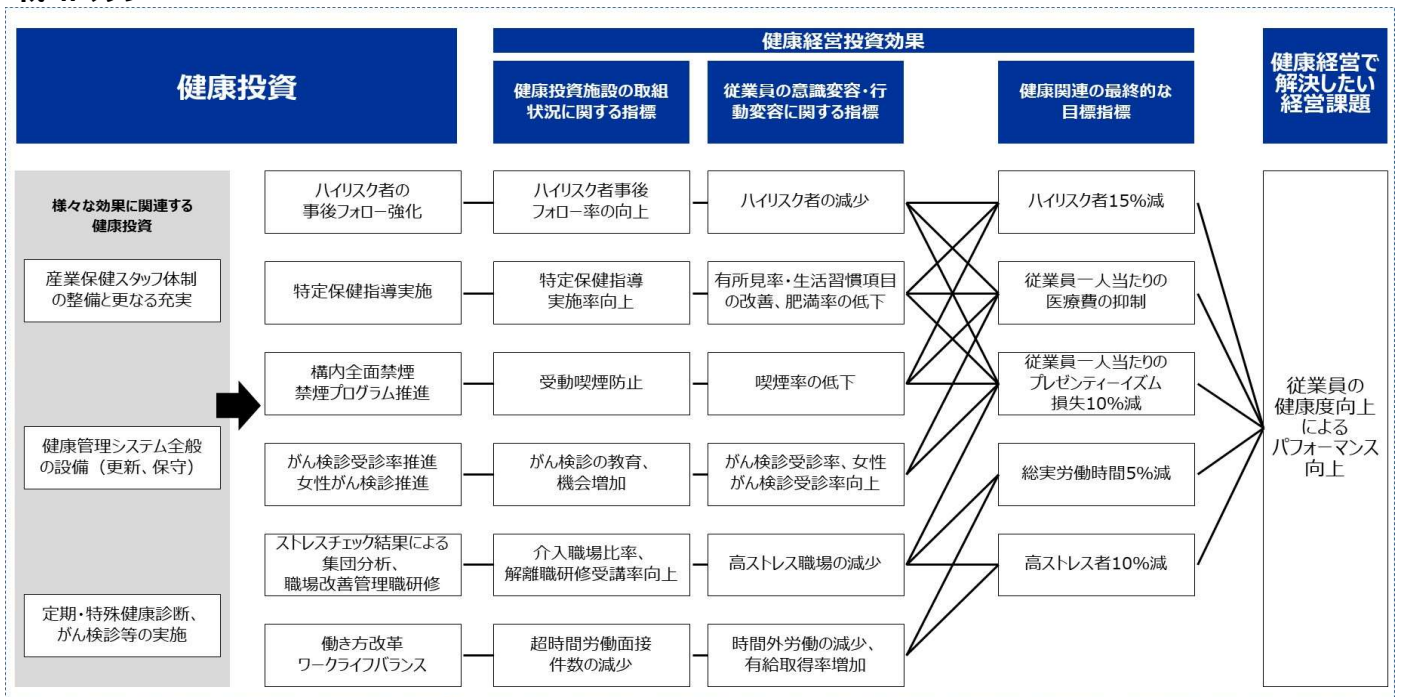 健康投資
健康経営投資効果
健康投資施設の取組
状況に関する指標
従業員の意識変容・行
動変容に関する指標
健康関連の最終的な
目標指標
健康経営で
解決したい
経営課題
様々な効果に関連する
健康投資
産業保健スタッフ体制
の整備と更なる充実
健康管理システム全般
の設備（更新、保守）
定期・特殊健康診断、
がん検診等の実施
ハイリスク者の
事後フォロー強化
ハイリスク者事後
フォロー率の向上
ハイリスク者の減少
ハイリスク者15%減
特定保健指導実施
特定保健指導
実施率向上
有所見率・生活習慣項目
の改善、肥満率の低下
従業員一人当たりの
医療費の抑制
構内全面禁煙
禁煙プログラム推進
受動喫煙防止
喫煙率の低下
従業員一人当たりの
プレゼンティーイズム
損失10%減
がん検診受診率推進
女性がん検診推進
がん検診の教育、
機会増加
がん検診受診率、女性
がん検診受診率向上
総実労働時間5%減
ストレスチェック結果による
集団分析、
職場改善管理職研修
介入職場比率、
解離職研修受講率向上
高ストレス職場の減少
高ストレス者10%減
働き方改革
ワークライフバランス
超時間労働面接
件数の減少
時間外労働の減少、
有給取得率増加
従業員の
健康度向上
による
パフォーマンス
向上